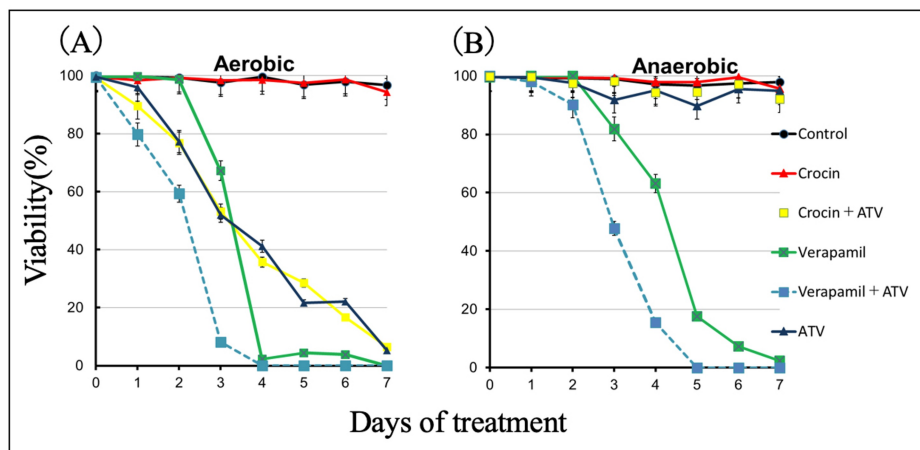 (A)
Aerobic
Viability(%)
100
80
60
40
20
0
0 1 2 3 4 5 6 7
(B)
Anaerobic
100
80
60
40
20
0
0 1 2 3 4 5 6 7
Control
Crocin
Crocin+ATV
Verapamil
Verapamil+ATV
ATV
Days of treatment